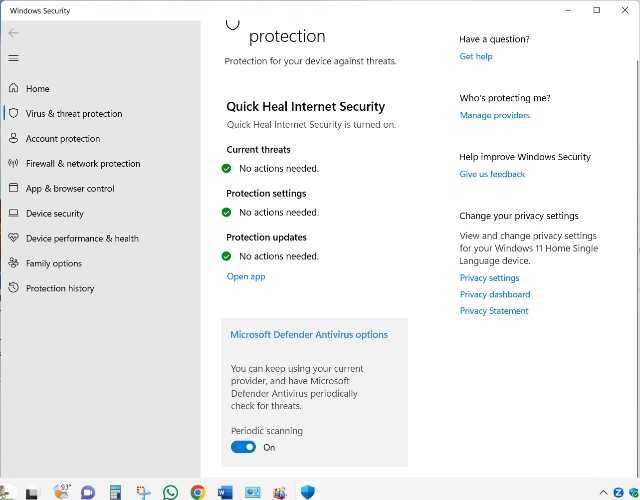 Windows Security
Home
Virus & threat protection
Account protection
Firewall & network protection
App & browser control
Device security
Device performance & health
Family options
Protection history
protection
Protection for your device against threats.
Quick Heal Internet Security
Quick Heal Internet Security is turned on.
Current threats
No actions needed.
Protection settings
No actions needed.
Protection updates
No actions needed.
Open app
Microsoft Defender Antivirus options
You can keep using your current
provider, and have Microsoft
Defender Antivirus periodically
check for threats.
Periodic scanning
On
Have a question?
Get help
Who's protecting me?
Manage providers
Help improve Windows Security
Give us feedback
Change your privacy settings
View and change privacy settings
for your Windows 11 Home Single
Language device.
Privacy settings
Privacy dashboard
Privacy Statement
93°
W
Z